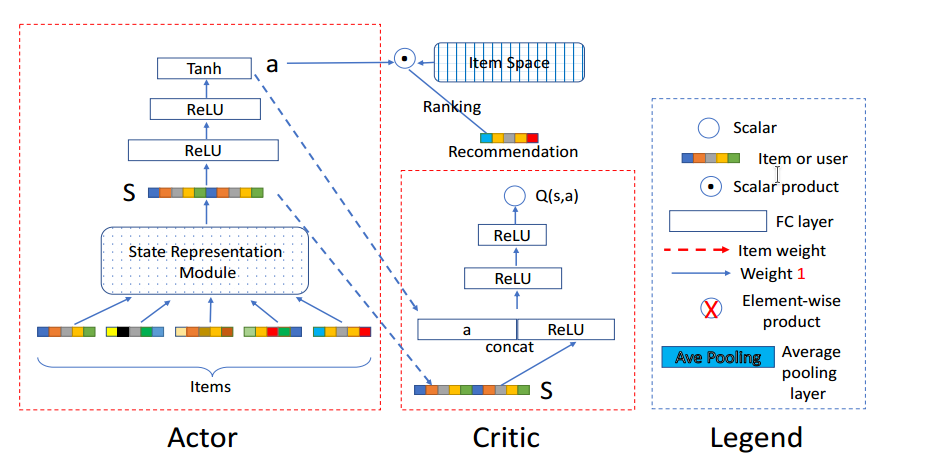 Tanh
a
ReLU
ReLU
S
State Representation
Module
Items
Actor
Item Space
Ranking
Recommendation
Q(s,a)
ReLU
ReLU
a
ReLU
concat
S
Critic
Scalar
Item or user
Scalar product
FC layer
Item weight
Weight 1
X
Element-wise
product
Ave Pooling
Average
pooling
layer
Legend